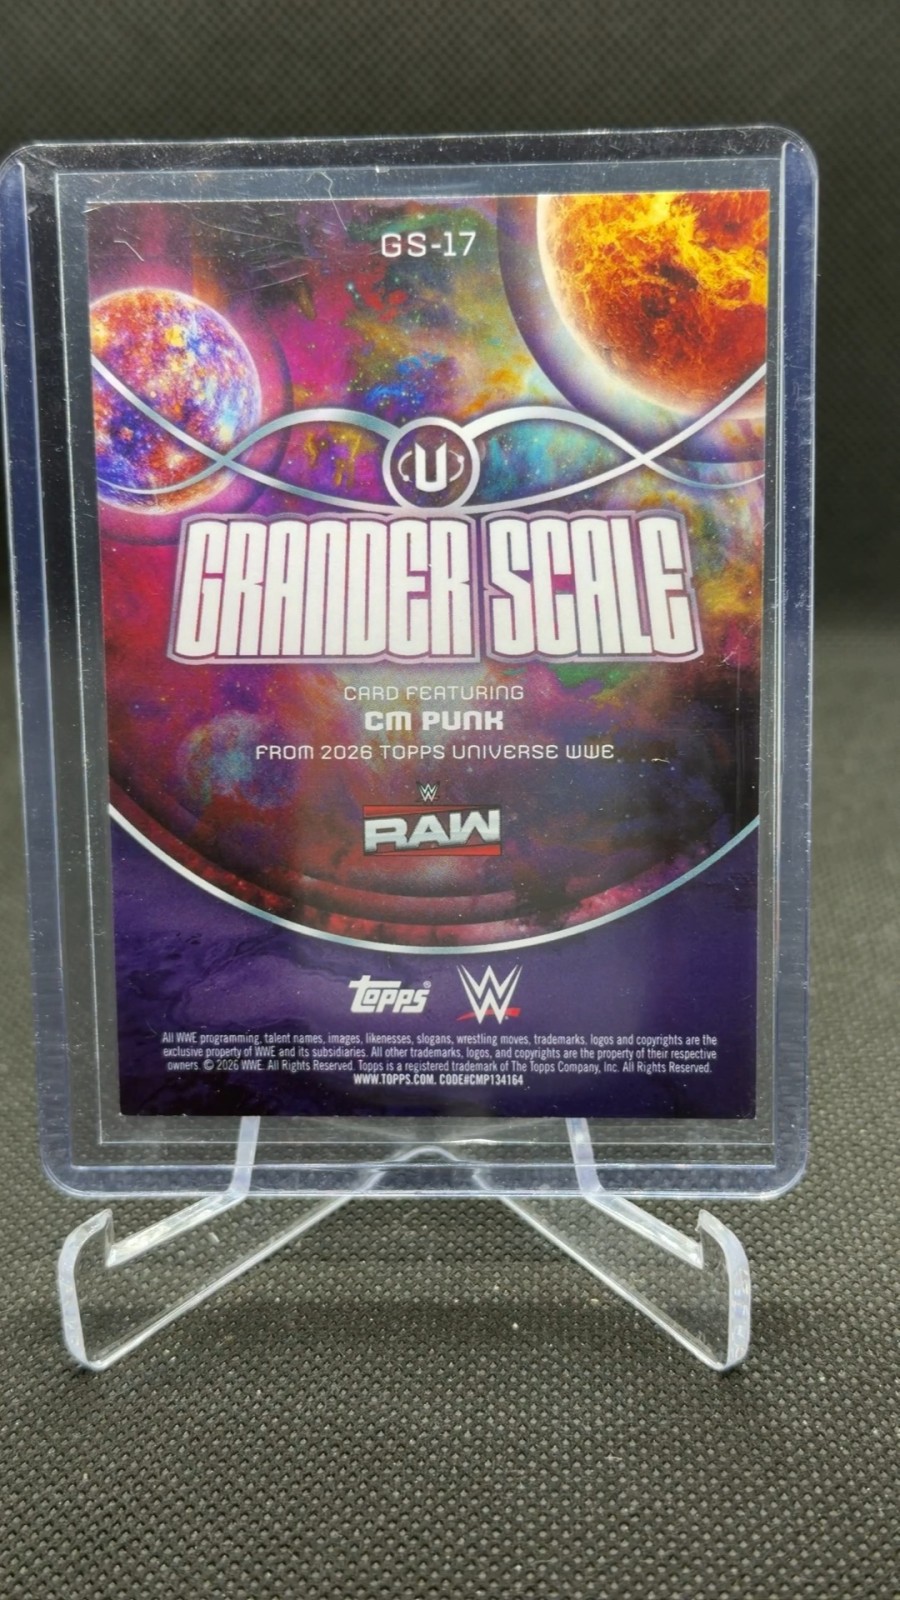 GS-17
U
GRANDER SCALE
CARD FEATURING
CM PUNK
FROM 2026 TOPPS UNIVERSE WWE
W
RAW
topps® W
All WWE programming, talent names, images, likenesses, slogans, wrestling moves, trademarks, logos and copyrights are the
exclusive property of WWE and its subsidiaries. All other trademarks, logos, and copyrights are the property of their respective
owners. © 2026 WWE. All Rights Reserved. Topps is a registered trademark of The Topps Company, Inc. All Rights Reserved.
WWW.TOPPS.COM. CODE#CMP134164